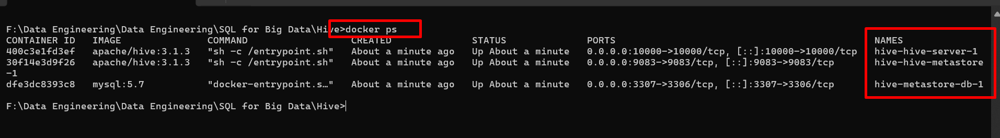 F:\Data Engineering\Data Engineering\SQL for Big Data\Hive>docker ps
CONTAINER ID   IMAGE               COMMAND                  CREATED              STATUS              PORTS                                           NAMES
400c3e1fd3ef   apache/hive:3.1.3   "sh -c /entrypoint.sh"   About a minute ago   Up About a minute   0.0.0.0:10000->10000/tcp, [::]:10000->10000/tcp   hive-hive-server-1
30f14e3d9f26   apache/hive:3.1.3   "sh -c /entrypoint.sh"   About a minute ago   Up About a minute   0.0.0.0:9083->9083/tcp, [::]:9083->9083/tcp       hive-hive-metastore
-1
dfe3dc8393c8   mysql:5.7           "docker-entrypoint.s…"   About a minute ago   Up About a minute   0.0.0.0:3307->3306/tcp, [::]:3307->3306/tcp       hive-metastore-db-1
F:\Data Engineering\Data Engineering\SQL for Big Data\Hive>